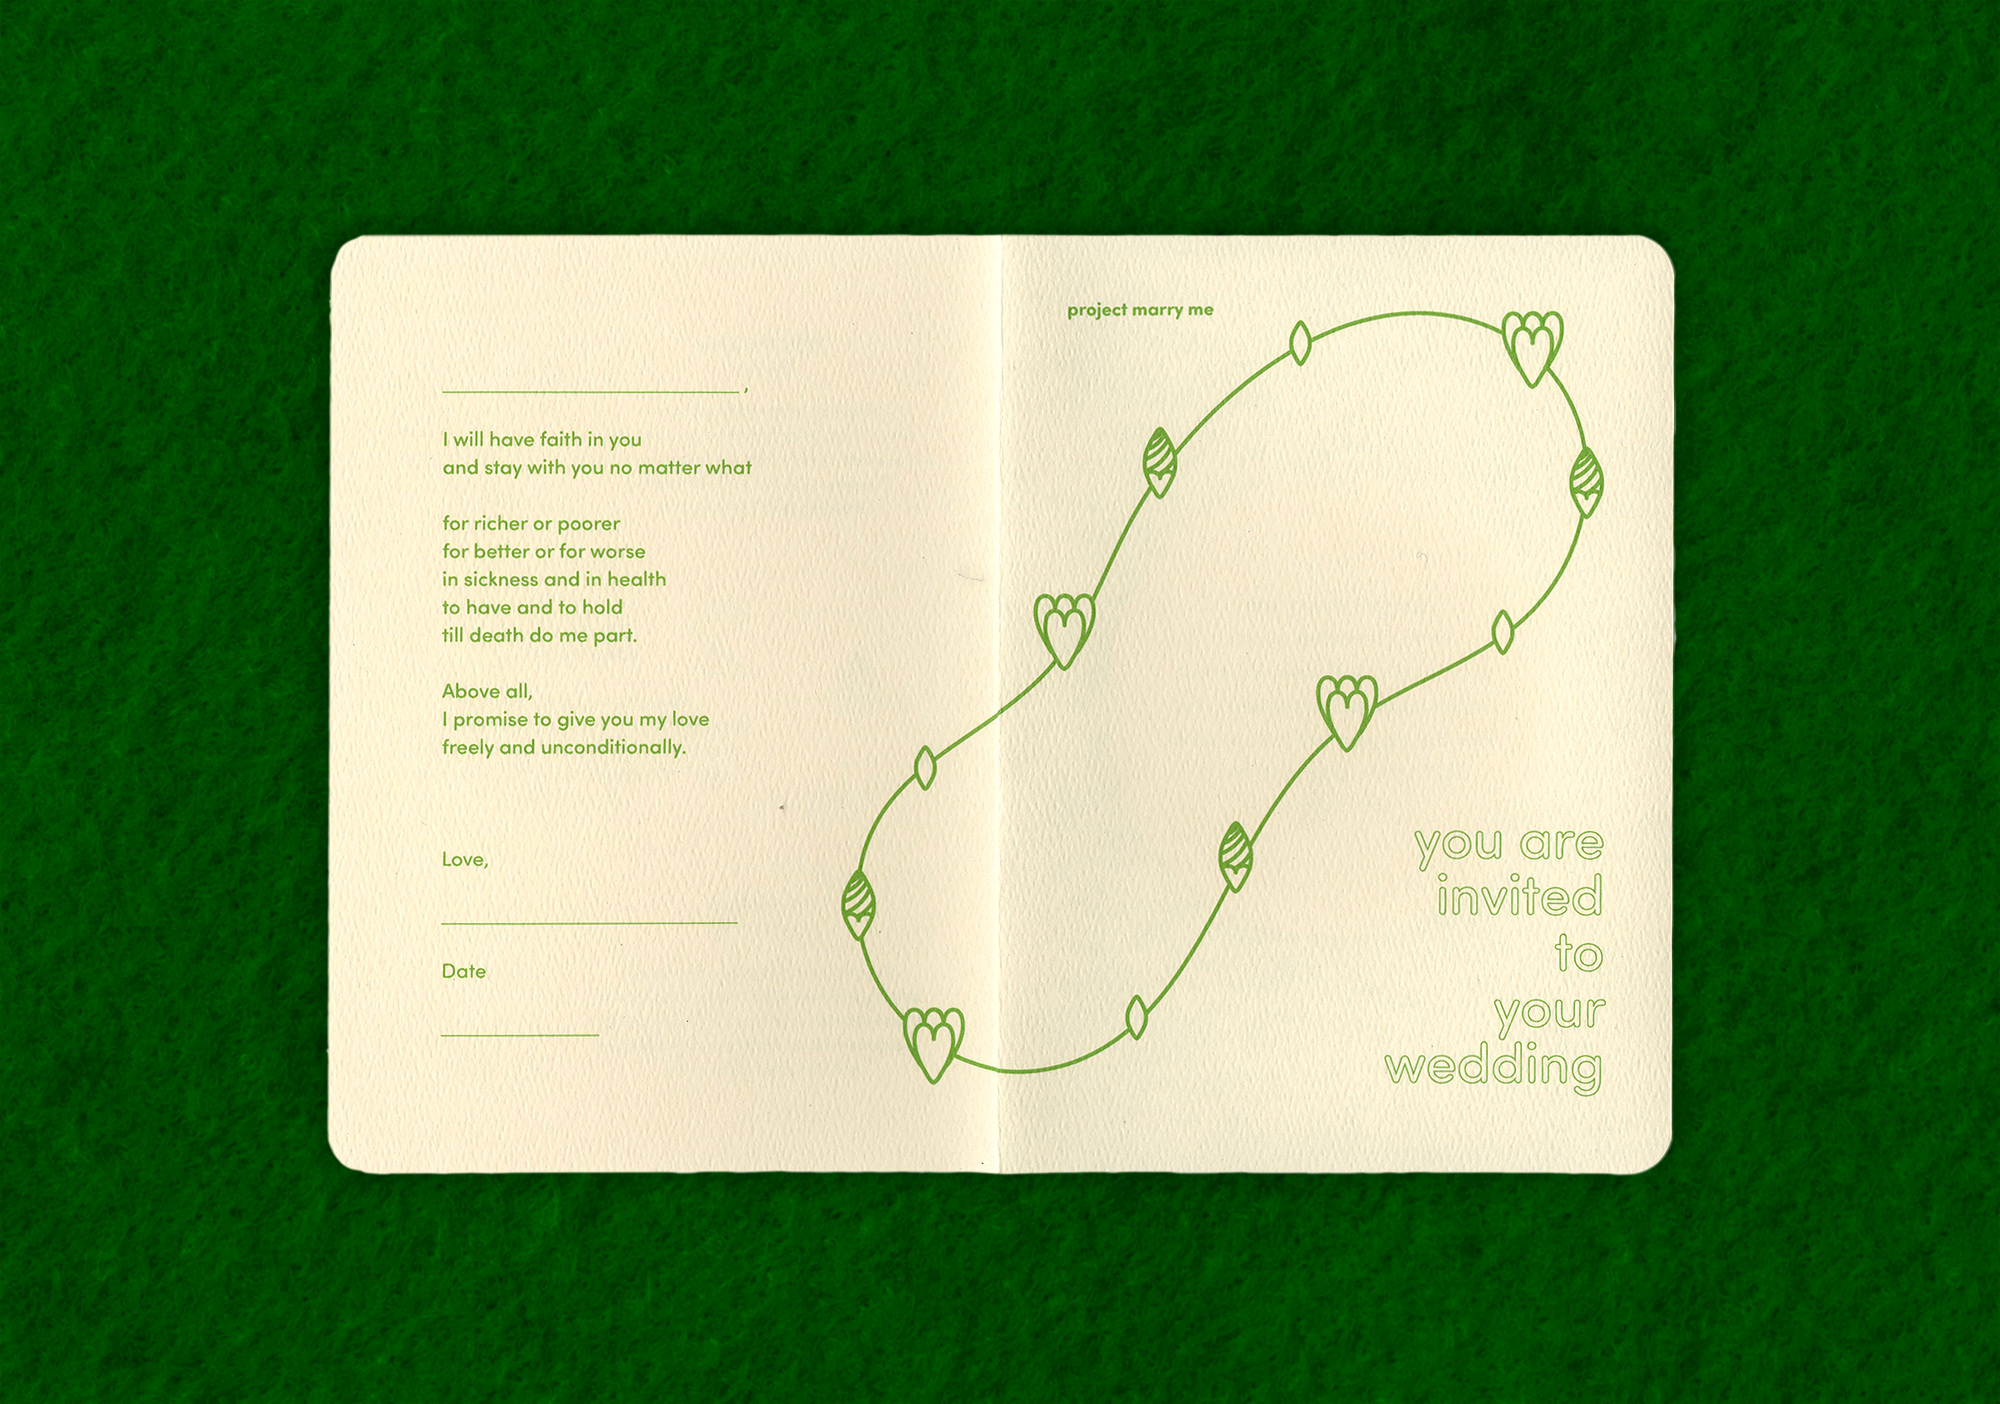 ,
I will have faith in you
and stay with you no matter what
for richer or poorer
for better or for worse
in sickness and in health
to have and to hold
till death do me part.
Above all,
I promise to give you my love
freely and unconditionally.
Love,
Date
project marry me
you are
invited
to
your
wedding